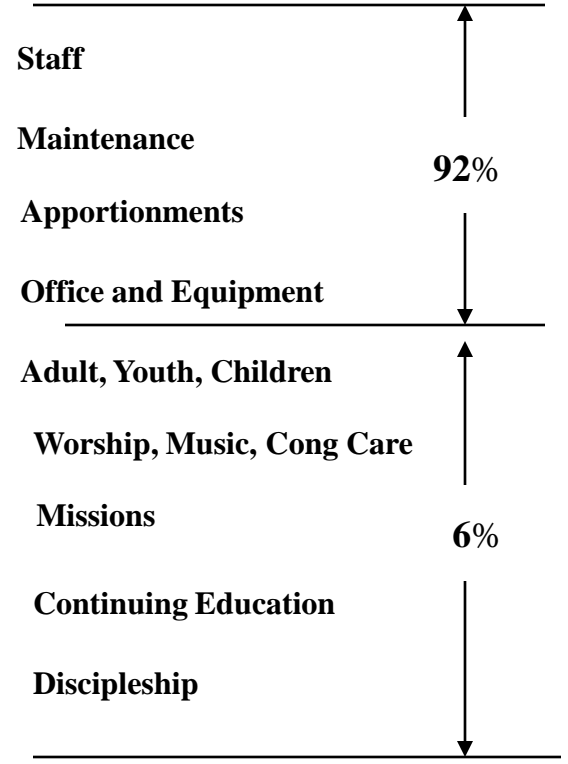 Staff
Maintenance
92%
Apportionments
Office and Equipment
Adult, Youth, Children
Worship, Music, Cong Care
Missions
6%
Continuing Education
Discipleship